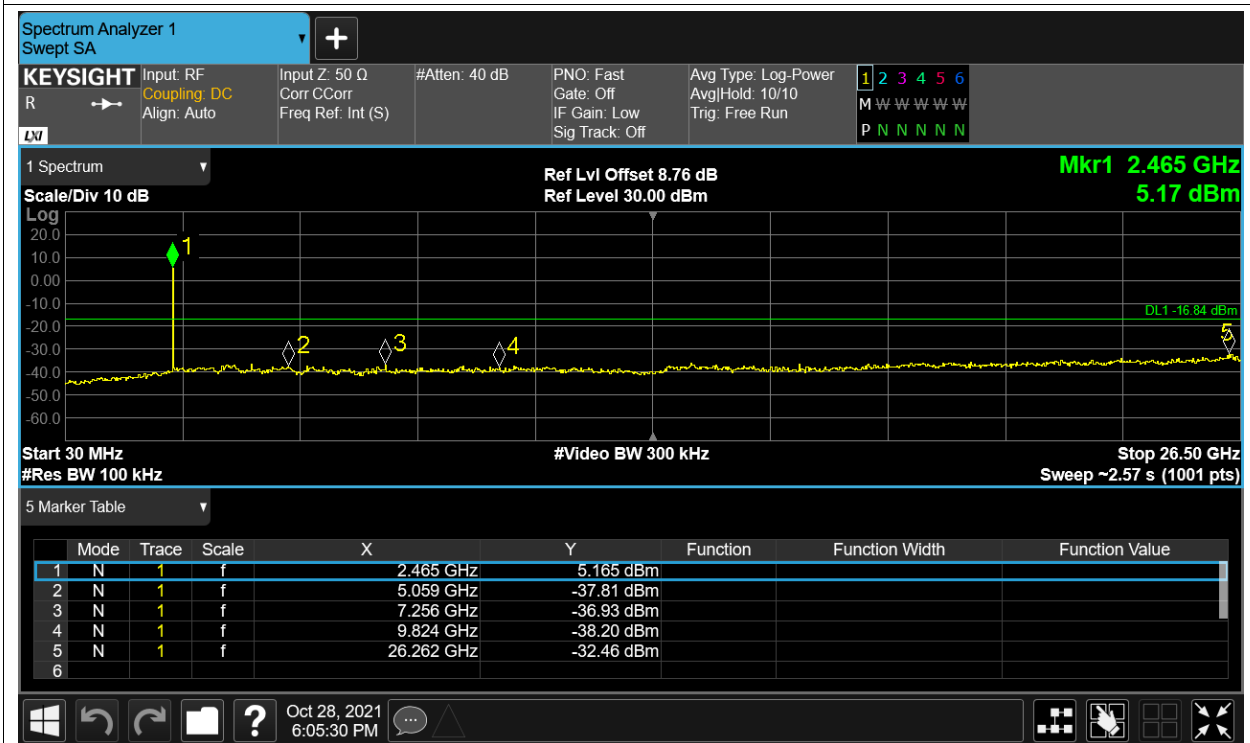 Spectrum Analyzer 1
Swept SA
KEYSIGHT
R
LXI
Input: RF
Coupling: DC
Align: Auto
Input Z: 50 Ω
Corr CCorr
Freq Ref: Int (S)
#Atten: 40 dB
PNO: Fast
Gate: Off
IF Gain: Low
Sig Track: Off
Avg Type: Log-Power
Avg|Hold: 10/10
Trig: Free Run
1 2 3 4 5 6
M W W W W W
P N N N N N
1 Spectrum
Scale/Div 10 dB
Ref Lvl Offset 8.76 dB
Ref Level 30.00 dBm
Mkr1 2.465 GHz
5.17 dBm
Log
20.0
10.0
0.00
-10.0
-20.0
-30.0
-40.0
-50.0
-60.0
1
2
3
4
5
DL1 -16.84 dBm
Start 30 MHz
#Video BW 300 kHz
Stop 26.50 GHz
#Res BW 100 kHz
Sweep ~2.57 s (1001 pts)
5 Marker Table
Mode Trace Scale X Y Function Function Width Function Value
1 N 1 f 2.465 GHz 5.165 dBm
2 N 1 f 5.059 GHz -37.81 dBm
3 N 1 f 7.256 GHz -36.93 dBm
4 N 1 f 9.824 GHz -38.20 dBm
5 N 1 f 26.262 GHz -32.46 dBm
6
?
Oct 28, 2021
6:05:30 PM